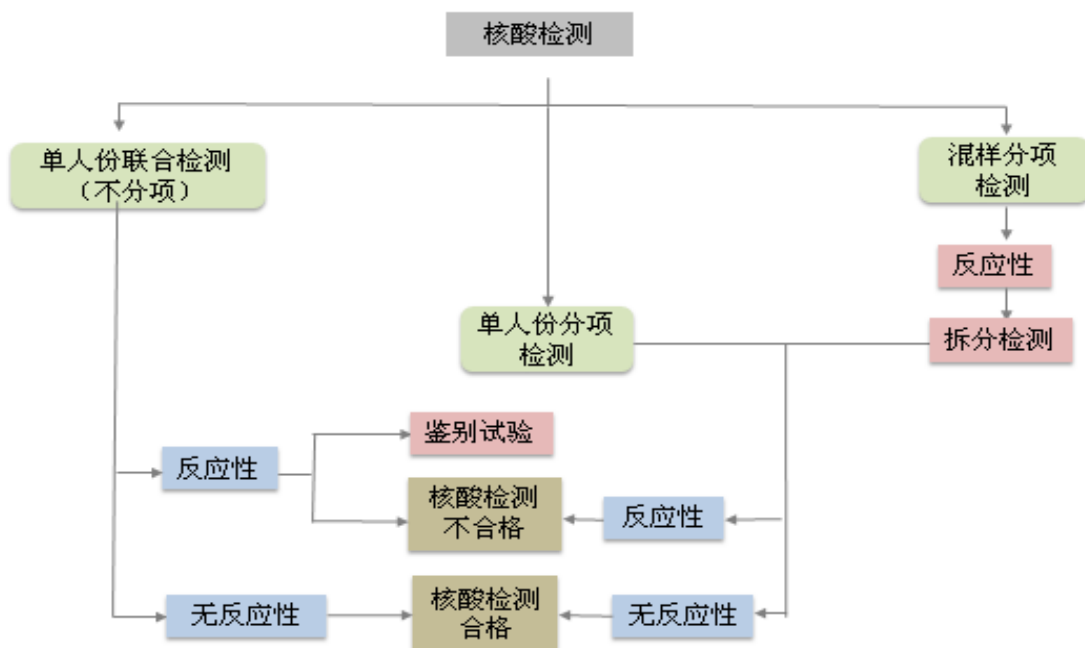 核酸检测
单人份联合检测
（不分项）
混样分项
检测
反应性
单人份分项
检测
拆分检测
鉴别试验
反应性
核酸检测
不合格
反应性
无反应性
核酸检测
合格
无反应性